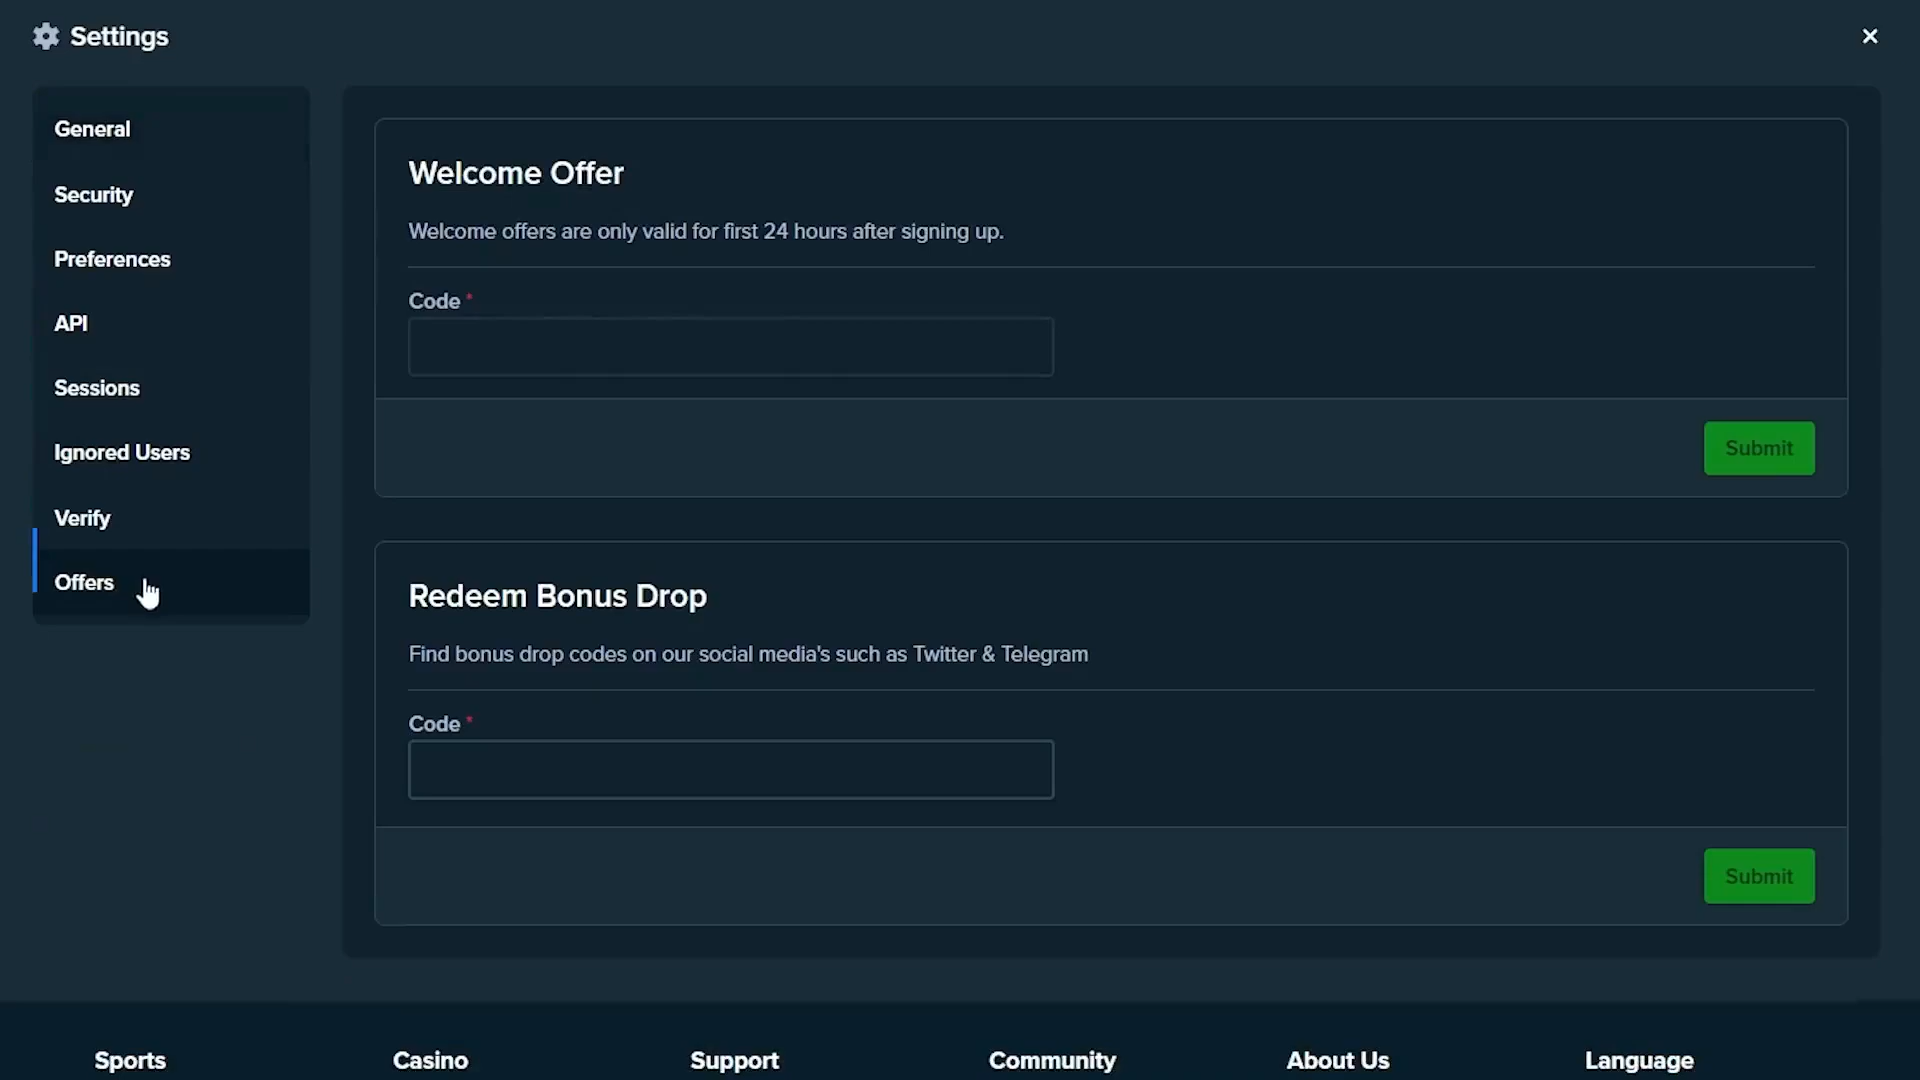 Settings
General
Security
Preferences
API
Sessions
Ignored Users
Verify
Offers
Welcome Offer
Welcome offers are only valid for first 24 hours after signing up.
Code *
Submit
Redeem Bonus Drop
Find bonus drop codes on our social media's such as Twitter & Telegram
Code *
Submit
Sports Casino Support Community About Us Language